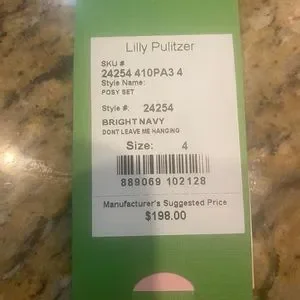 Lilly Pulitzer
SKU #
24254 410PA3 4
Style Name:
POSY SET
Style #: 24254
BRIGHT NAVY
DONT LEAVE ME HANGING
Size: 4
889069 102128
Manufacturer's Suggested Price
$198.00